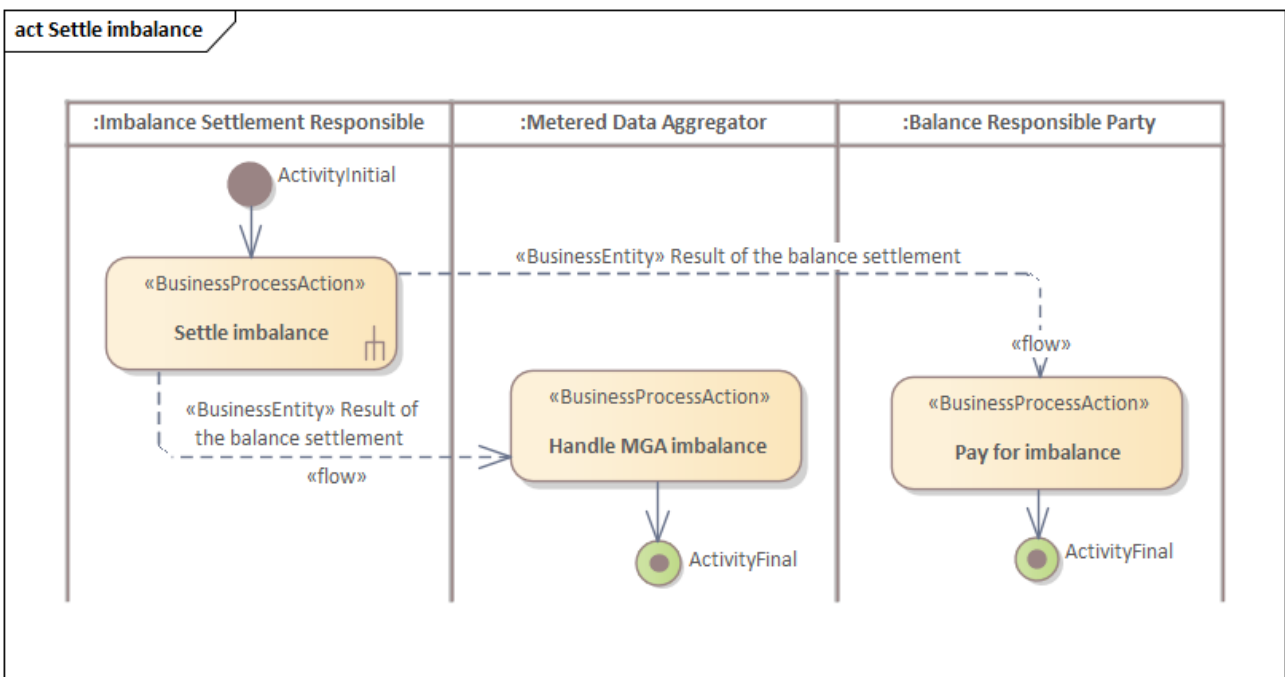 act Settle imbalance
:Imbalance Settlement Responsible
:Metered Data Aggregator
:Balance Responsible Party
ActivityInitial
«BusinessEntity» Result of the balance settlement
«BusinessProcessAction»
Settle imbalance
«flow»
«BusinessEntity» Result of
the balance settlement
«flow»
«BusinessProcessAction»
Handle MGA imbalance
«BusinessProcessAction»
Pay for imbalance
ActivityFinal
ActivityFinal